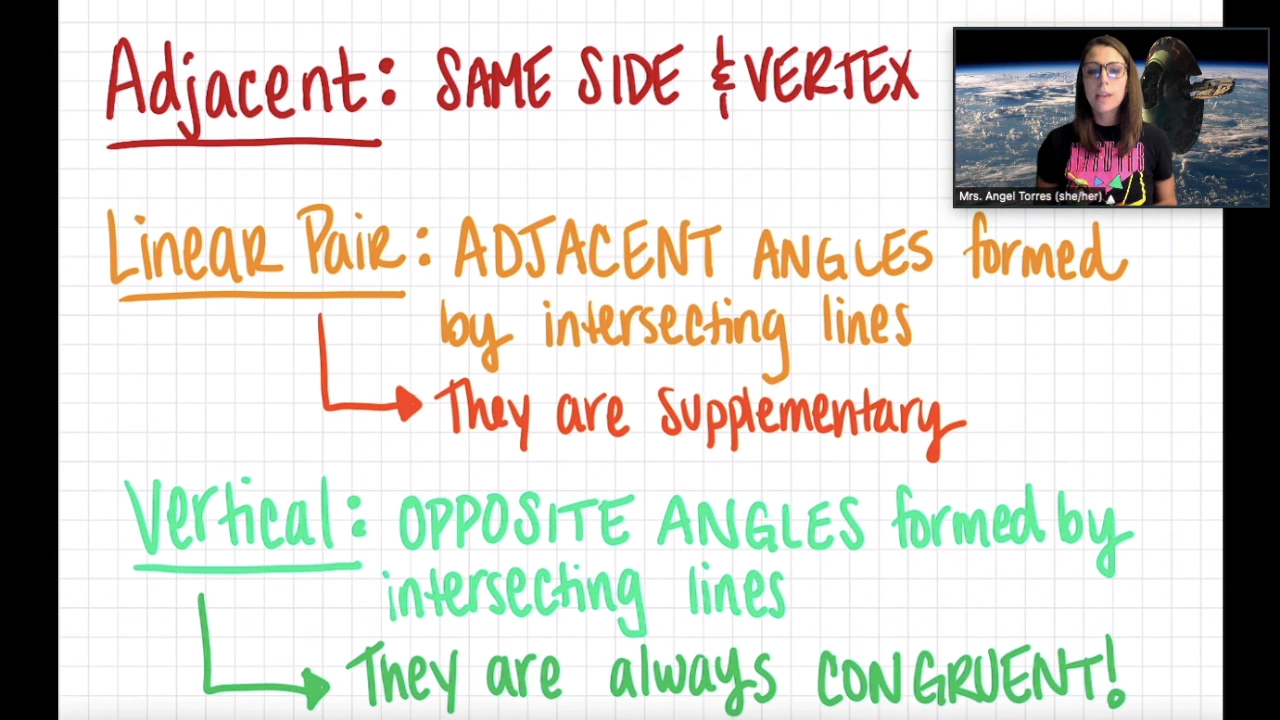 Adjacent: SAME SIDE & VERTEX
Mrs. Angel Torres (she/her)
Linear Pair: ADJACENT ANGLES formed
by intersecting lines
They are supplementary
Vertical: OPPOSITE ANGLES formed by
intersecting lines
They are always CONGRUENT!